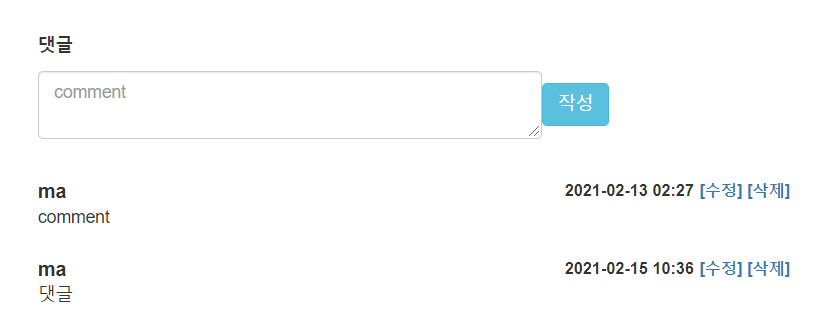 댓글
comment
작성
ma 2021-02-13 02:27 [수정] [삭제]
comment
ma 2021-02-15 10:36 [수정] [삭제]
댓글